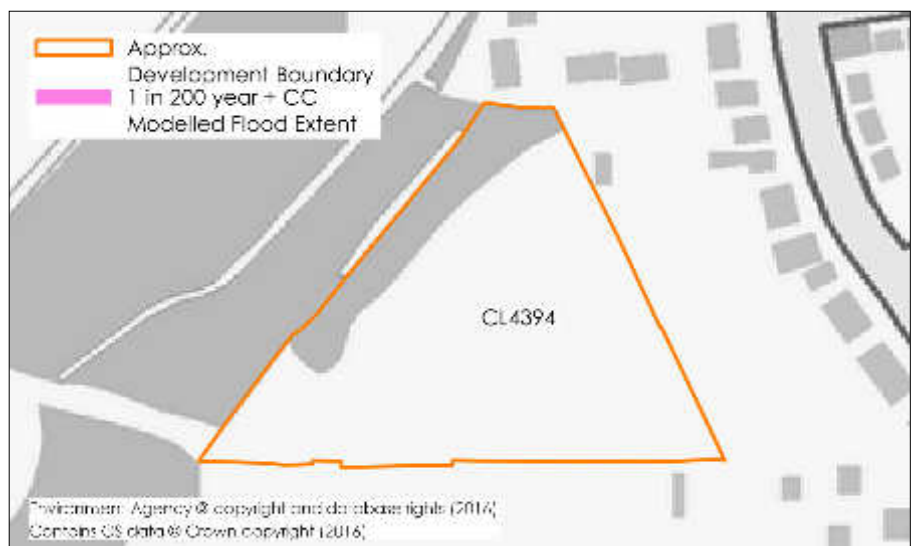 Approx.
Development Boundary
1 in 200 year + CC
Modelled Flood Extent
CL4394
Environment Agency © copyright and database rights (2016)
Contains OS data © Crown copyright (2016)